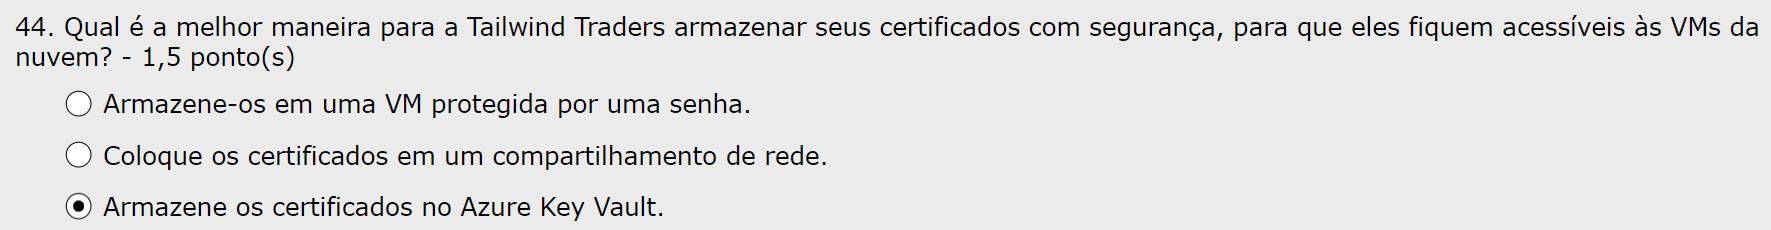 44. Qual é a melhor maneira para a Tailwind Traders armazenar seus certificados com segurança, para que eles fiquem acessíveis às VMs da
nuvem? - 1,5 ponto(s)
Armazene-os em uma VM protegida por uma senha.
Coloque os certificados em um compartilhamento de rede.
Armazene os certificados no Azure Key Vault.